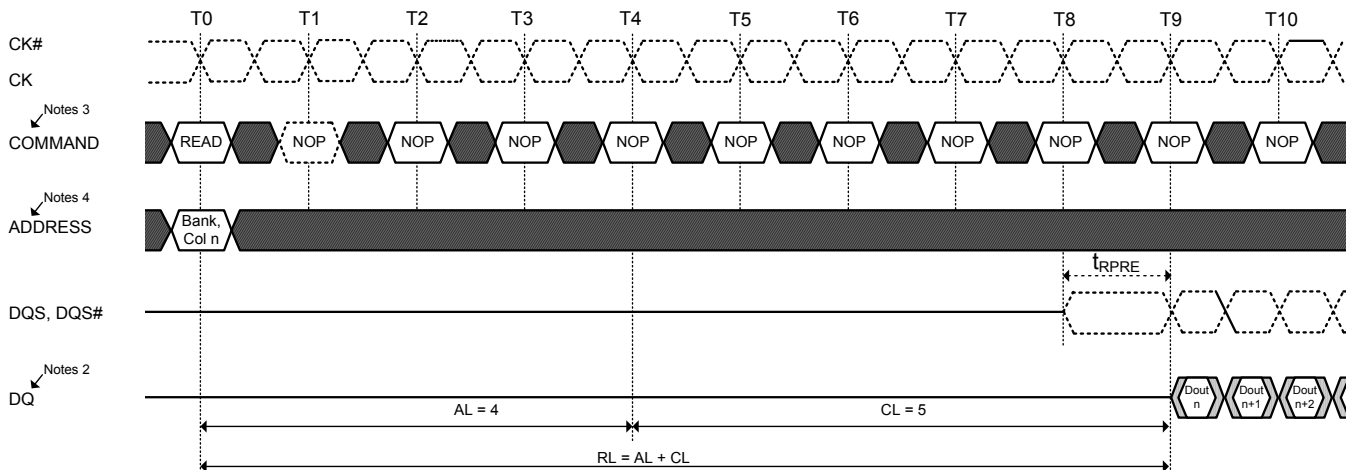 T0 T1 T2 T3 T4 T5 T6 T7 T8 T9 T10
CK#
CK
Notes 3
COMMAND READ NOP NOP NOP NOP NOP NOP NOP NOP NOP NOP
Notes 4
ADDRESS Bank, Col n
tRPRE
DQS, DQS#
Notes 2
DQ Dout n Dout n+1 Dout n+2
AL = 4 CL = 5
RL = AL + CL